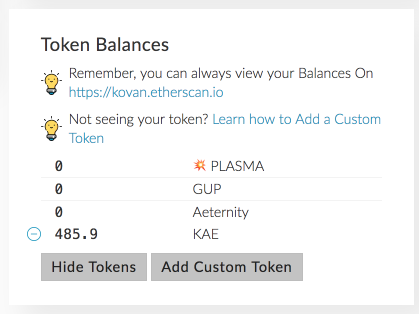 Token Balances
Remember, you can always view your Balances On
https://kovan.etherscan.io
Not seeing your token? Learn how to Add a Custom
Token
0 💥 PLASMA
0 GUP
0 Aeternity
485.9 KAE
Hide Tokens Add Custom Token